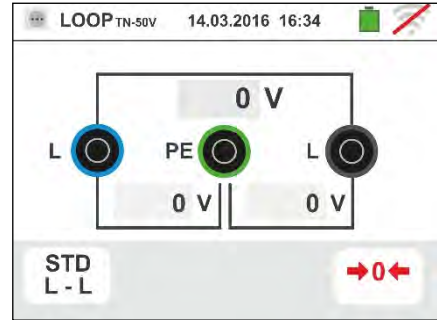 LOOP TN-50V 14.03.2016 16:34
0 V
L PE L
0 V 0 V
STD
L - L
0